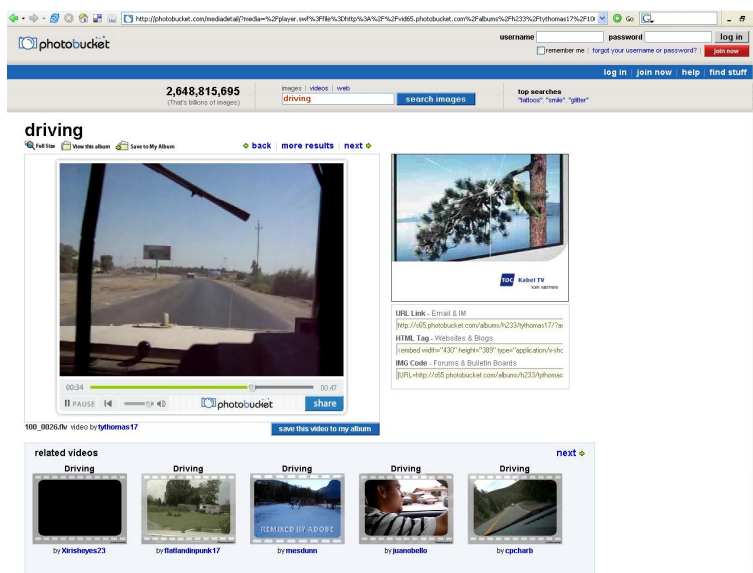 http://photobucket.com/mediadetail/?media=%2Fplayer.swf%3Ffile%3Dhttp%3A%2F%2Fvid65.photobucket.com%2Falbums%2Fh233%2Ftythomas17%2F10
Go
photobucket
username
password
log in
remember me | forgot your username or password? |
join now
log in | join now | help | find stuff
2,648,815,695
(That's billions of images)
images | videos | web
driving
search images
top searches
"tattoos", "smile", "glitter"
driving
Full Size
View this album
Save to My Album
back | more results | next
TDC Kabel TV
URL Link - Email & IM
http://s65.photobucket.com/albums/h233/tythomas17/?a
HTML Tag - Websites & Blogs
<embed width="430" height="389" type="application/x-sho
IMG Code - Forums & Bulletin Boards
[URL=http://s65.photobucket.com/albums/h233/tythomas
00:34
00:47
PAUSE
photobucket
share
100_0026.flv video by tythomas17
save this video to my album
related videos
next
Driving
Driving
Driving
Driving
Driving
REMIXED BY ADOBE
by Xirisheyes23
by flatlandinpunk17
by mesdunn
by juanobello
by cpcharb